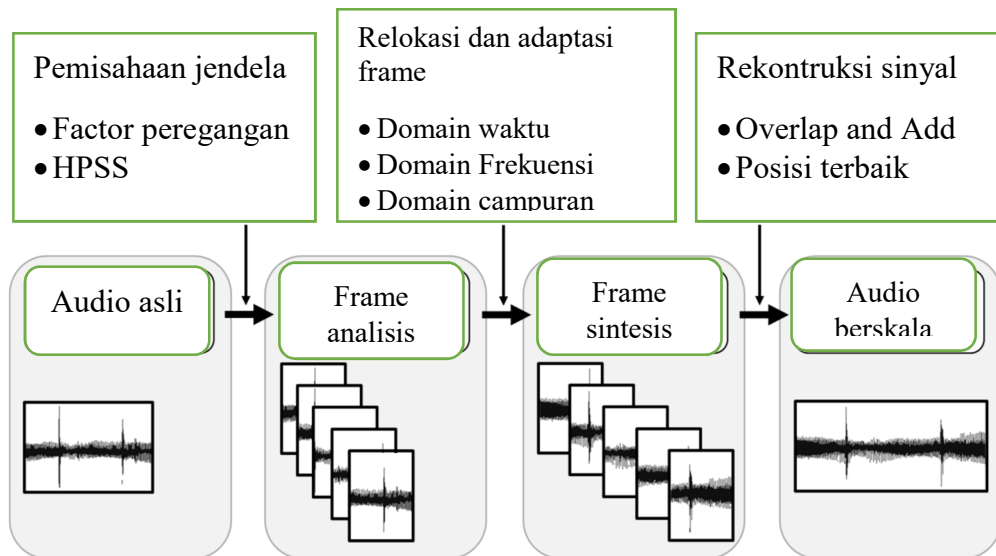 Pemisahaan jendela
• Factor peregangan
• HPSS
Relokasi dan adaptasi
frame
• Domain waktu
• Domain Frekuensi
• Domain campuran
Rekontruksi sinyal
• Overlap and Add
• Posisi terbaik
Audio asli
Frame
analisis
Frame
sintesis
Audio
berskala